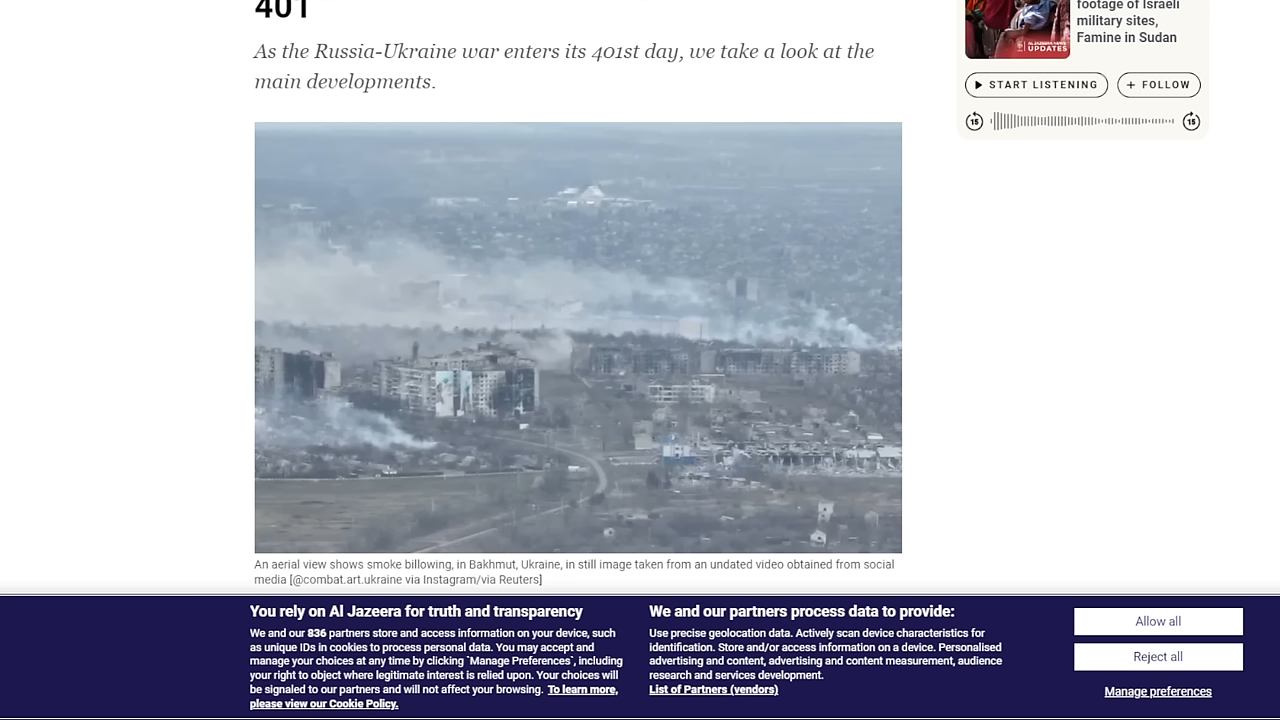 401
As the Russia-Ukraine war enters its 401st day, we take a look at the
main developments.
An aerial view shows smoke billowing, in Bakhmut, Ukraine, in still image taken from an undated video obtained from social
media [@combat.art.ukraine via Instagram/via Reuters]
footage of Israeli
military sites,
Famine in Sudan
AL JAZEERA NEWS
UPDATES
START LISTENING
+ FOLLOW
15
15
You rely on Al Jazeera for truth and transparency
We and our 836 partners store and access information on your device, such
as unique IDs in cookies to process personal data. You may accept and
manage your choices at any time by clicking `Manage Preferences`, including
your right to object where legitimate interest is relied upon. Your choices will
be signaled to our partners and will not affect your browsing. To learn more,
please view our Cookie Policy.
We and our partners process data to provide:
Use precise geolocation data. Actively scan device characteristics for
identification. Store and/or access information on a device. Personalised
advertising and content, advertising and content measurement, audience
research and services development.
List of Partners (vendors)
Allow all
Reject all
Manage preferences